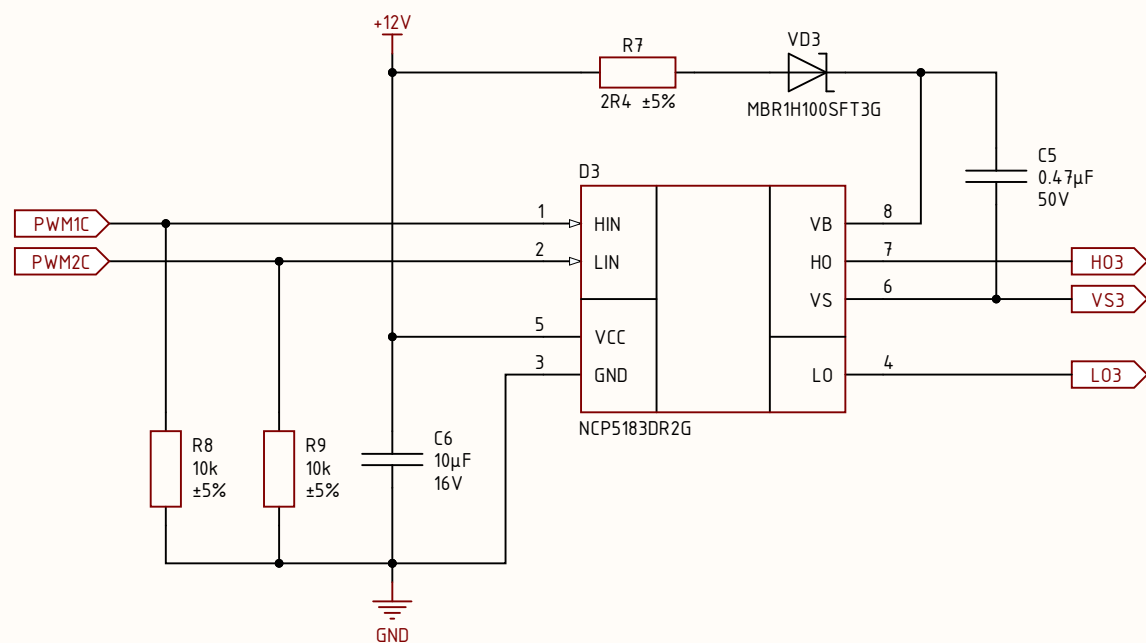 +12V
R7
2R4 ±5%
VD3
MBR1H100SFT3G
C5
0.47µF
50V
D3
PWM1C
1
HIN
VB
8
PWM2C
2
LIN
HO
7
HO3
VS
6
VS3
5
VCC
3
GND
LO
4
LO3
NCP5183DR2G
R8
10k
±5%
R9
10k
±5%
C6
10µF
16V
GND